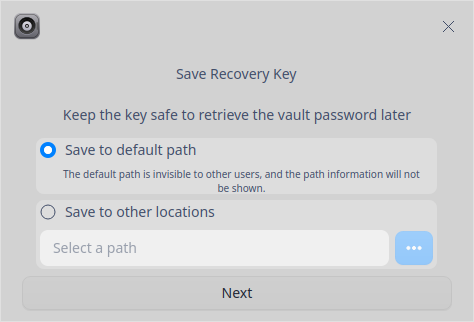 Save Recovery Key
Keep the key safe to retrieve the vault password later
Save to default path
The default path is invisible to other users, and the path information will not
be shown.
Save to other locations
Select a path
Next